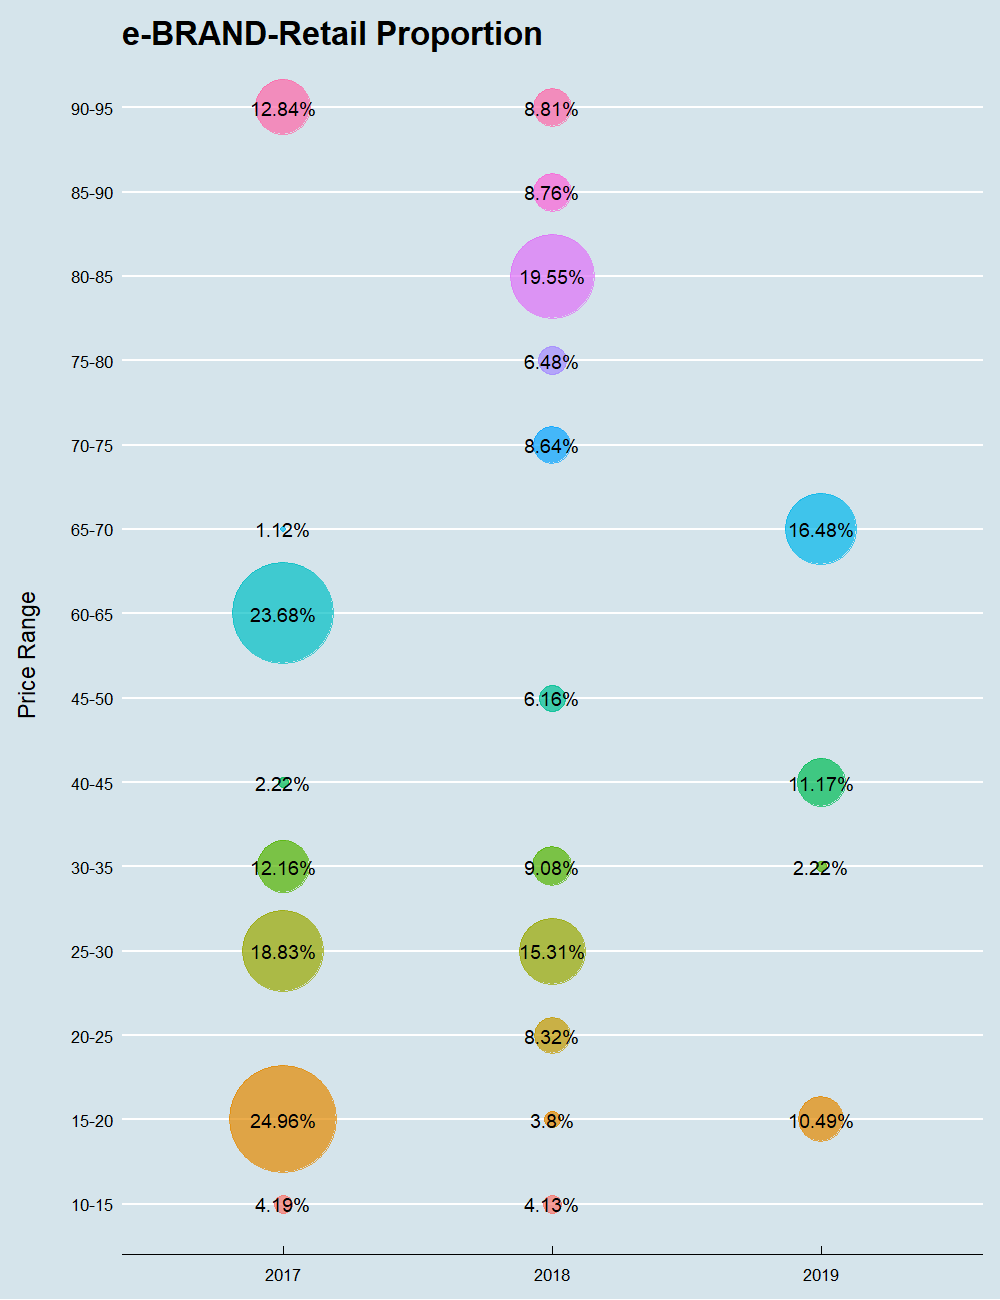 e-BRAND-Retail Proportion
Price Range
90-95 12.84% 8.81%
85-90 8.76%
80-85 19.55%
75-80 6.48%
70-75 8.64%
65-70 1.12% 16.48%
60-65 23.68%
45-50 6.16%
40-45 2.22% 11.17%
30-35 12.16% 9.08% 2.22%
25-30 18.83% 15.31%
20-25 8.32%
15-20 24.96% 3.8% 10.49%
10-15 4.19% 4.13%
2017 2018 2019